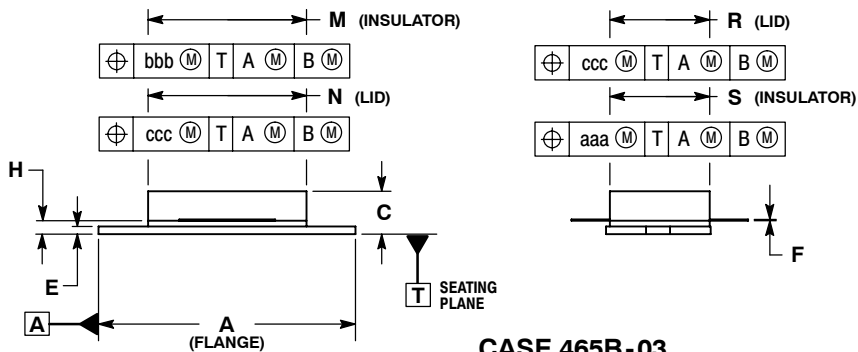 M (INSULATOR)
⌖ bbb Ⓜ T A Ⓜ B Ⓜ
N (LID)
⌖ ccc Ⓜ T A Ⓜ B Ⓜ
H
C
E
T SEATING
PLANE
A
A
(FLANGE)
R (LID)
⌖ ccc Ⓜ T A Ⓜ B Ⓜ
S (INSULATOR)
⌖ aaa Ⓜ T A Ⓜ B Ⓜ
F
CASE 465B-03